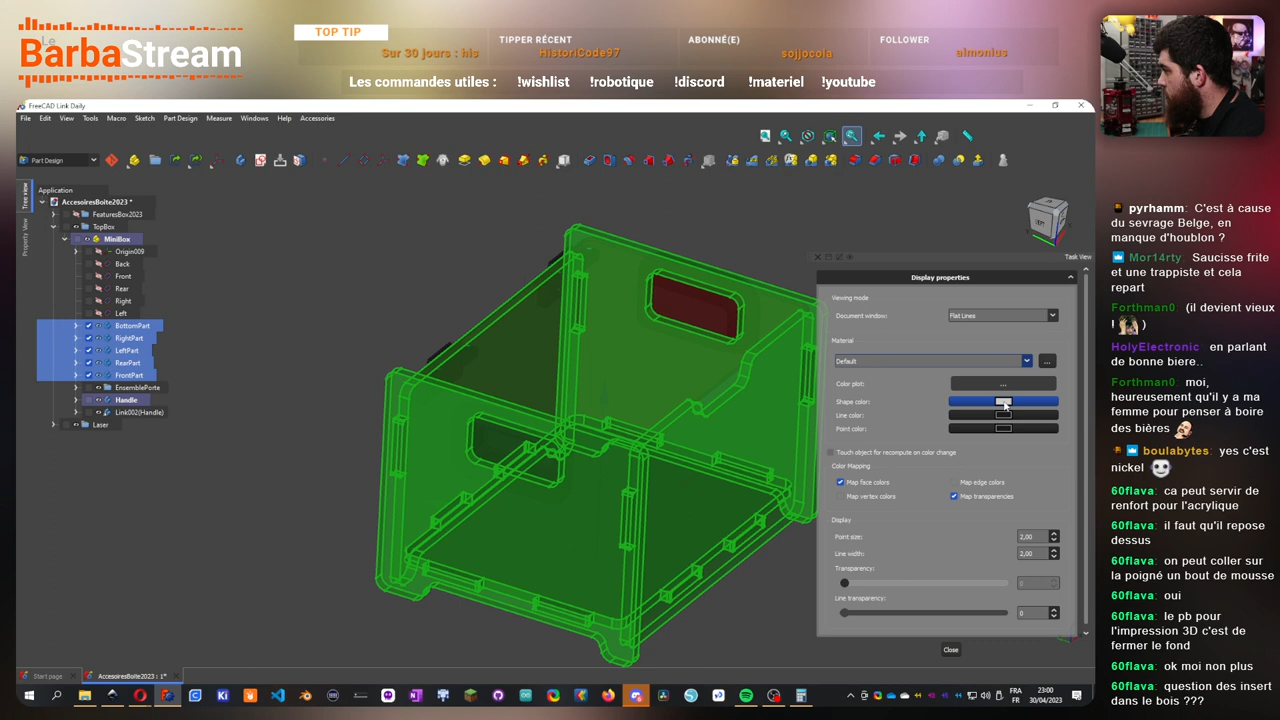 Le
BarbaStream
TOP TIP
Sur 30 jours : his
TIPPER RÉCENT
HistoriCode97
ABONNÉ(E)
sojjocola
FOLLOWER
almonius
Les commandes utiles : !wishlist !robotique !discord !materiel !youtube
FreeCAD Link Daily
File Edit View Tools Macro Sketch Part Design Measure Windows Help Accessories
Part Design
Tree view
Property View
Application
AccesoiresBoite2023 *
FeaturesBox2023
TopBox
MiniBox
Origin009
Back
Front
Rear
Right
Left
BottomPart
RightPart
LeftPart
RearPart
FrontPart
EnsemblePorte
Handle
Link002(Handle)
Laser
LEFT
Task View
Display properties
Viewing mode
Document window: Flat Lines
Material
Default ...
Color plot: ...
Shape color:
Line color:
Point color:
Touch object for recompute on color change
Color Mapping
Map face colors Map edge colors
Map vertex colors Map transparencies
Display
Point size: 2,00
Line width: 2,00
Transparency:
0
Line transparency:
0
Close
Start page AccesoiresBoite2023 : 1*
FR
FR
23:00
30/04/2023
pyrhamm: C'est à cause
du sevrage Belge, en
manque d'houblon ?
Mor14rty: Saucisse frite
et une trappiste et cela
repart
Forthman0: (il devient vieux
! )
HolyElectronic: en parlant
de bonne biere..
Forthman0: moi,
heureusement qu'il y a ma
femme pour penser à boire
des bières
boulabytes: yes c'est
nickel
60flava: ca peut servir de
renfort pour l'acrylique
60flava: il faut qu'il repose
dessus
60flava: on peut coller sur
la poigné un bout de mousse
60flava: oui
60flava: le pb pour
l'impression 3D c'est de
fermer le fond
60flava: ok moi non plus
60flava: question des insert
dans le bois ???